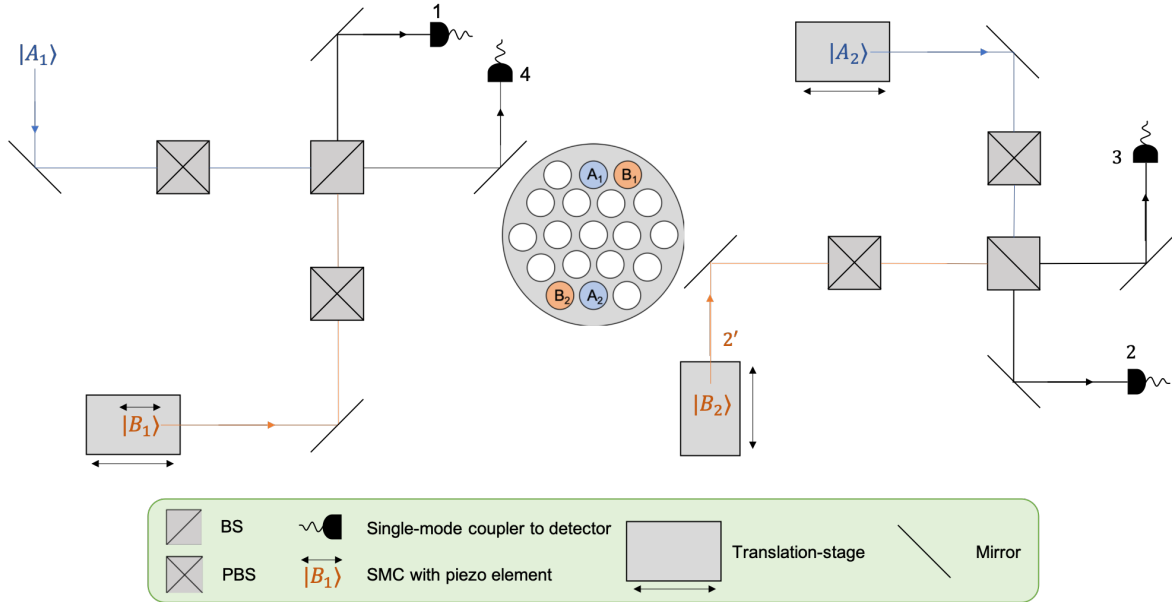 1
|A₁⟩
4
|A₂⟩
3
A₁
B₁
B₂
A₂
2′
2
|B₁⟩
|B₂⟩
BS
Single-mode coupler to detector
Translation-stage
Mirror
PBS
|B₁⟩
SMC with piezo element